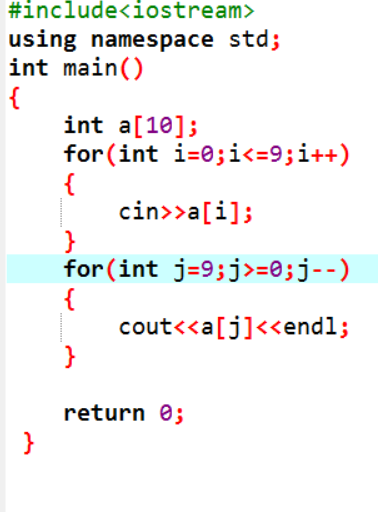 #include<iostream>
using namespace std;
int main()
{
    int a[10];
    for(int i=0;i<=9;i++)
    {
        cin>>a[i];
    }
    for(int j=9;j>=0;j--)
    {
        cout<<a[j]<<endl;
    }
    return 0;
}